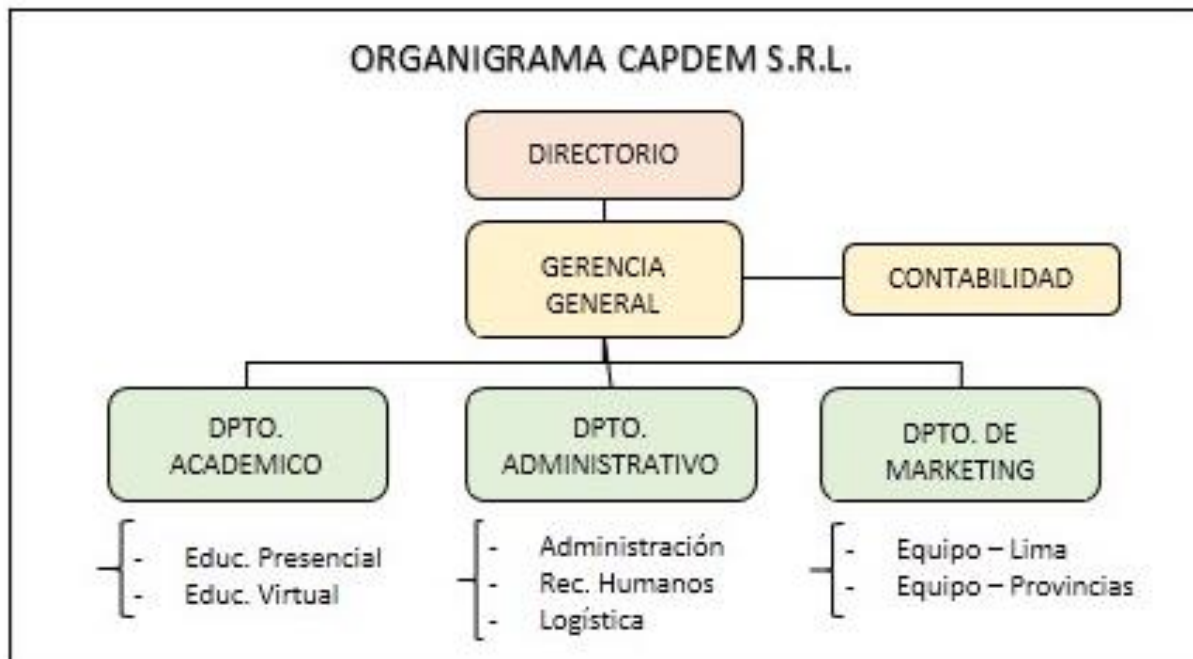 ORGANIGRAMA CAPDEM S.R.L.
DIRECTORIO
GERENCIA
GENERAL
CONTABILIDAD
DPTO.
ACADEMICO
DPTO.
ADMINISTRATIVO
DPTO. DE
MARKETING
- Educ. Presencial
- Educ. Virtual
- Administración
- Rec. Humanos
- Logística
- Equipo – Lima
- Equipo – Provincias